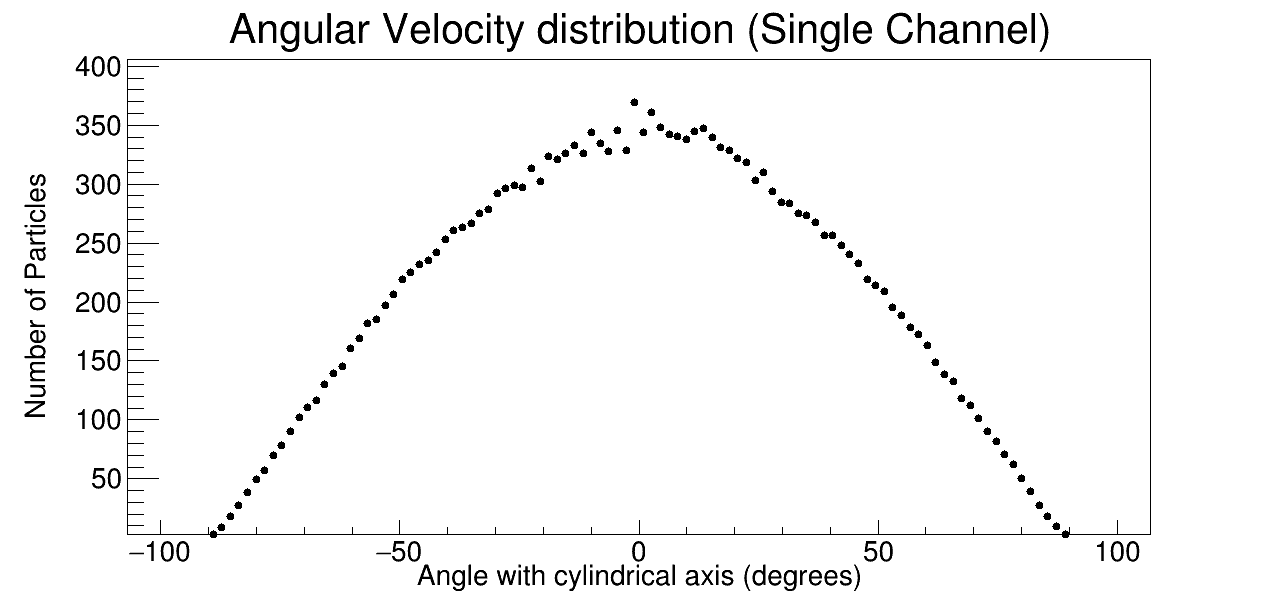 Angular Velocity distribution (Single Channel)
400
350
300
250
200
150
100
50
Number of Particles
−100 −50 0 50 100
Angle with cylindrical axis (degrees)